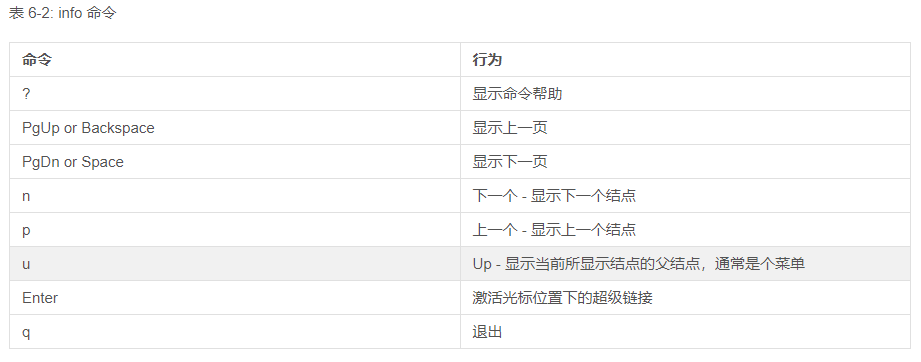 表 6-2: info 命令
命令 行为
? 显示命令帮助
PgUp or Backspace 显示上一页
PgDn or Space 显示下一页
n 下一个 - 显示下一个结点
p 上一个 - 显示上一个结点
u Up - 显示当前所显示结点的父结点，通常是个菜单
Enter 激活光标位置下的超级链接
q 退出